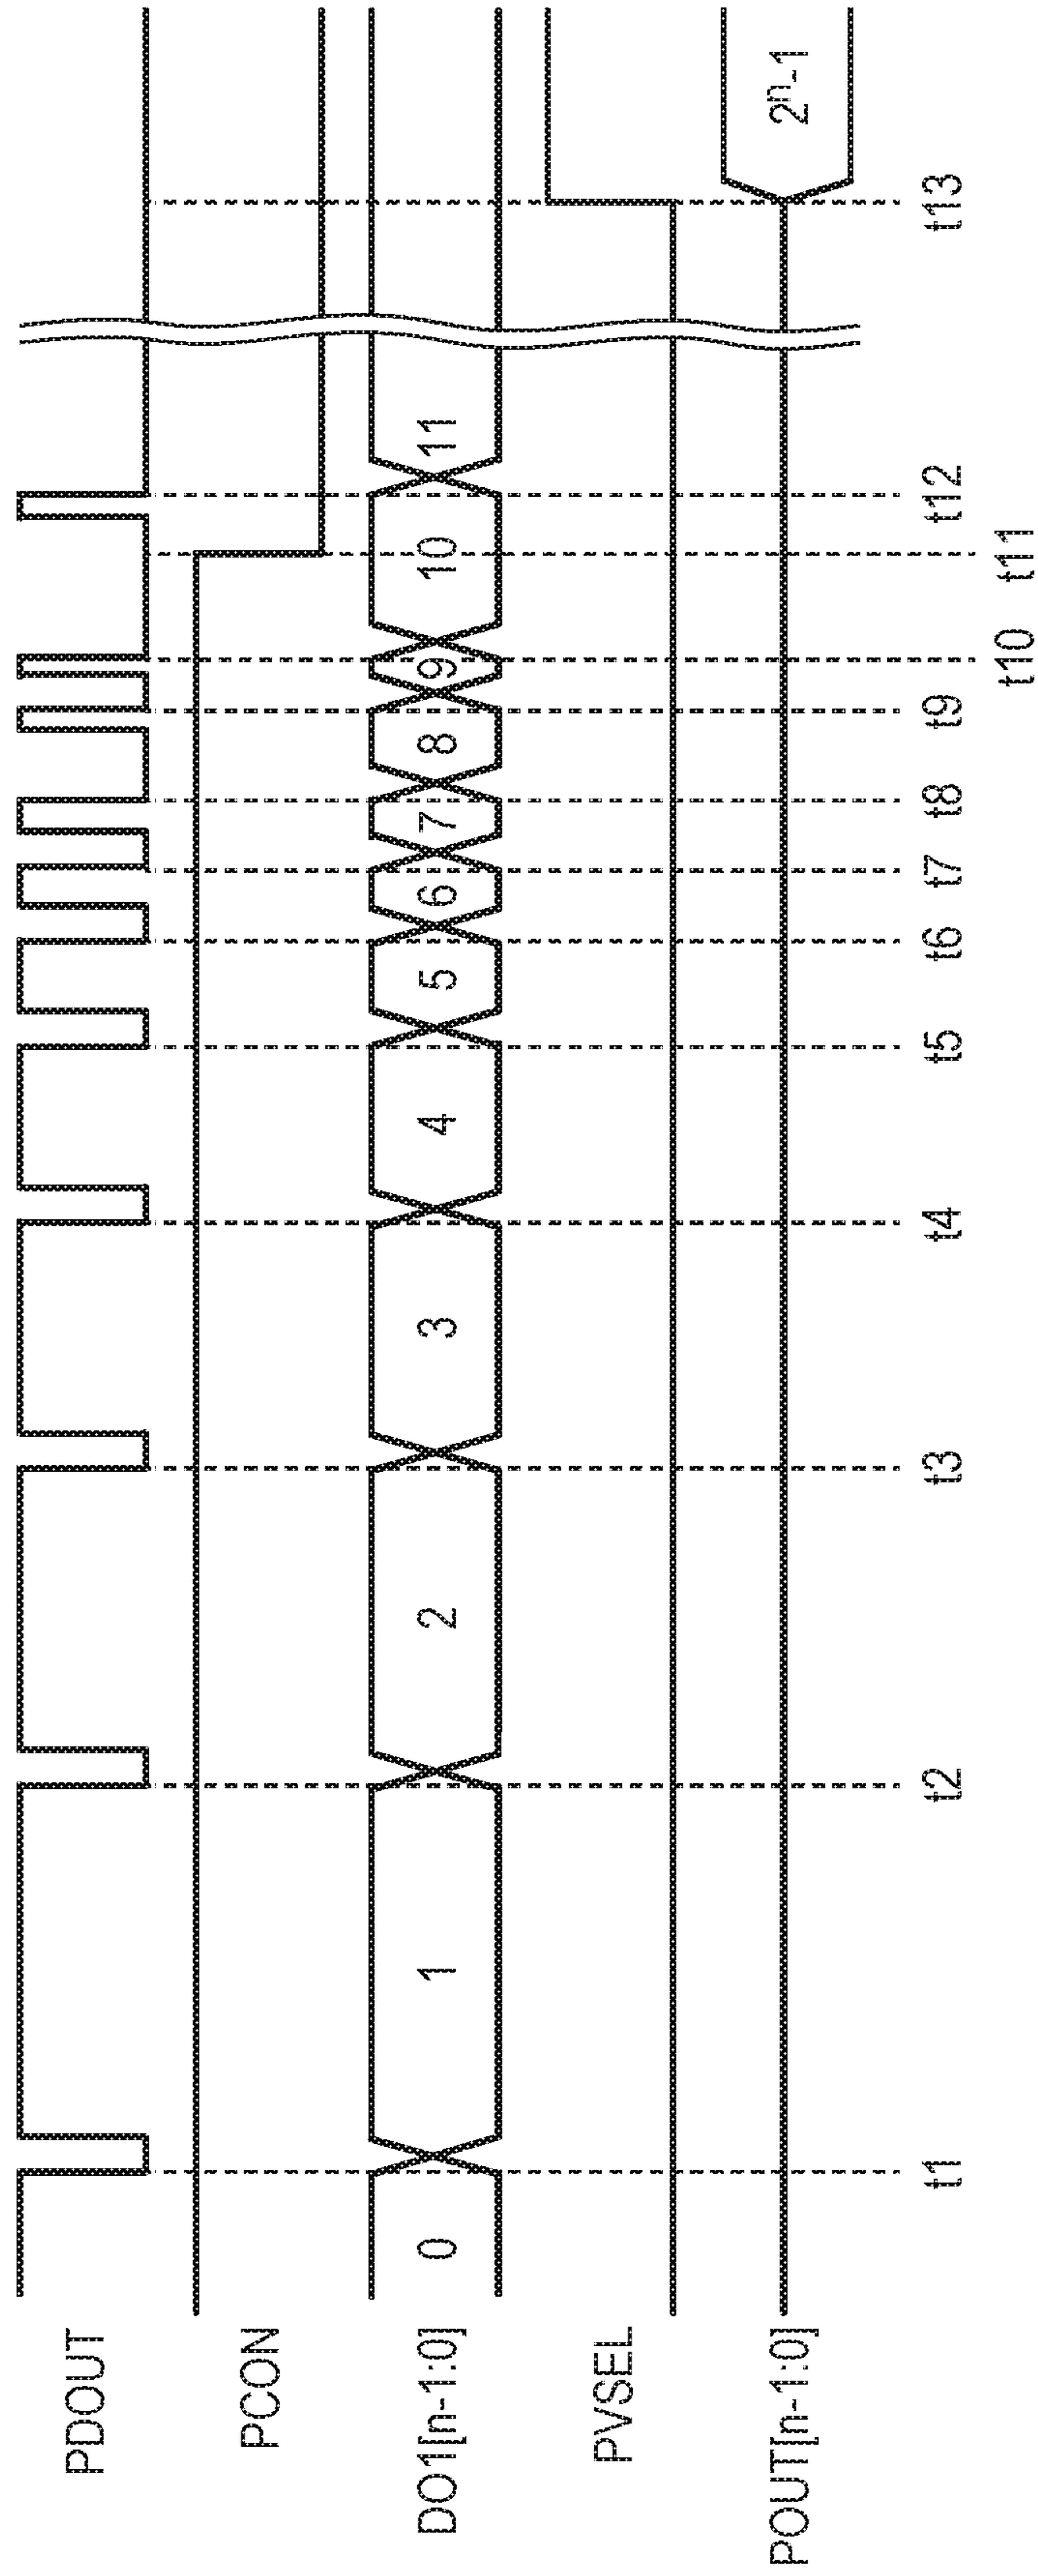 PDOUT
PCON
DO1[n-1:0]
0 1 2 3 4 5 6 7 8 9 10 11
PVSEL
POUT[n-1:0]
2ⁿ-1
t1 t2 t3 t4 t5 t6 t7 t8 t9 t12 t13
t10 t11